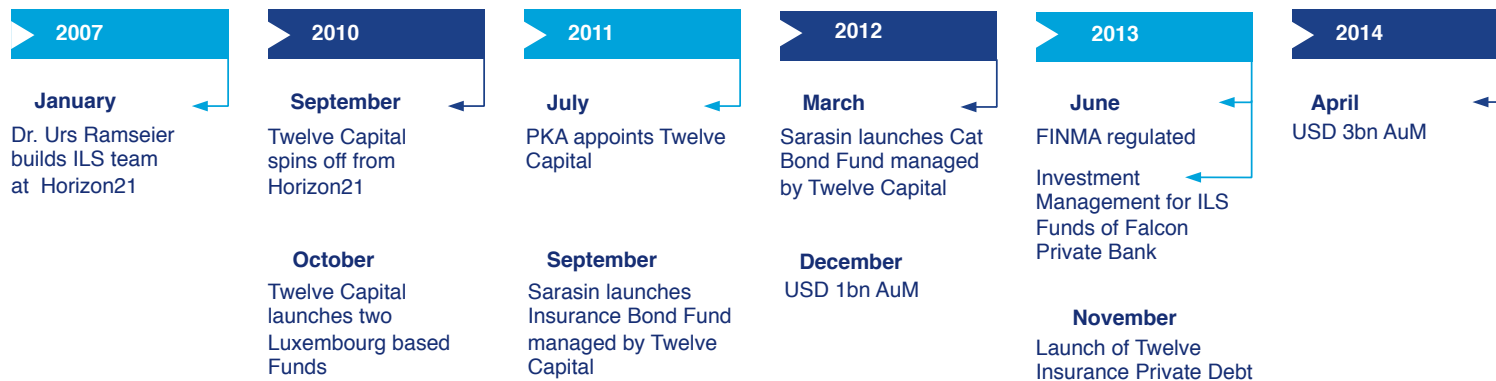 2007
January
Dr. Urs Ramseier
builds ILS team
at Horizon21
2010
September
Twelve Capital
spins off from
Horizon21
October
Twelve Capital
launches two
Luxembourg based
Funds
2011
July
PKA appoints Twelve
Capital
September
Sarasin launches
Insurance Bond Fund
managed by Twelve
Capital
2012
March
Sarasin launches Cat
Bond Fund managed
by Twelve Capital
December
USD 1bn AuM
2013
June
FINMA regulated
Investment
Management for ILS
Funds of Falcon
Private Bank
November
Launch of Twelve
Insurance Private Debt
2014
April
USD 3bn AuM